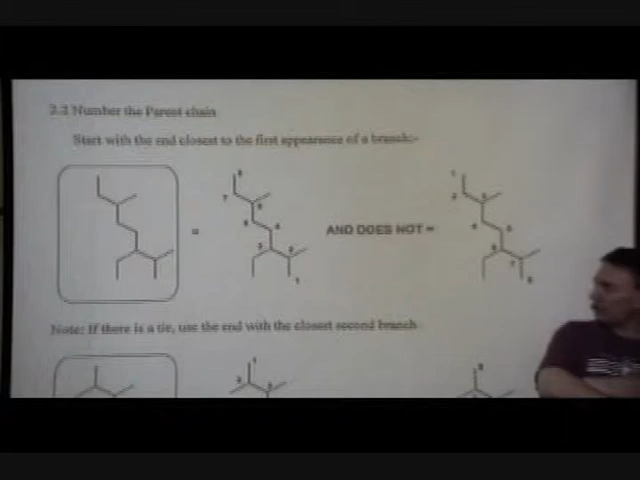 2.2 Number the Parent chain
Start with the end closest to the first appearance of a branch:-
= AND DOES NOT =
Note: If there is a tie, use the end with the closest second branch